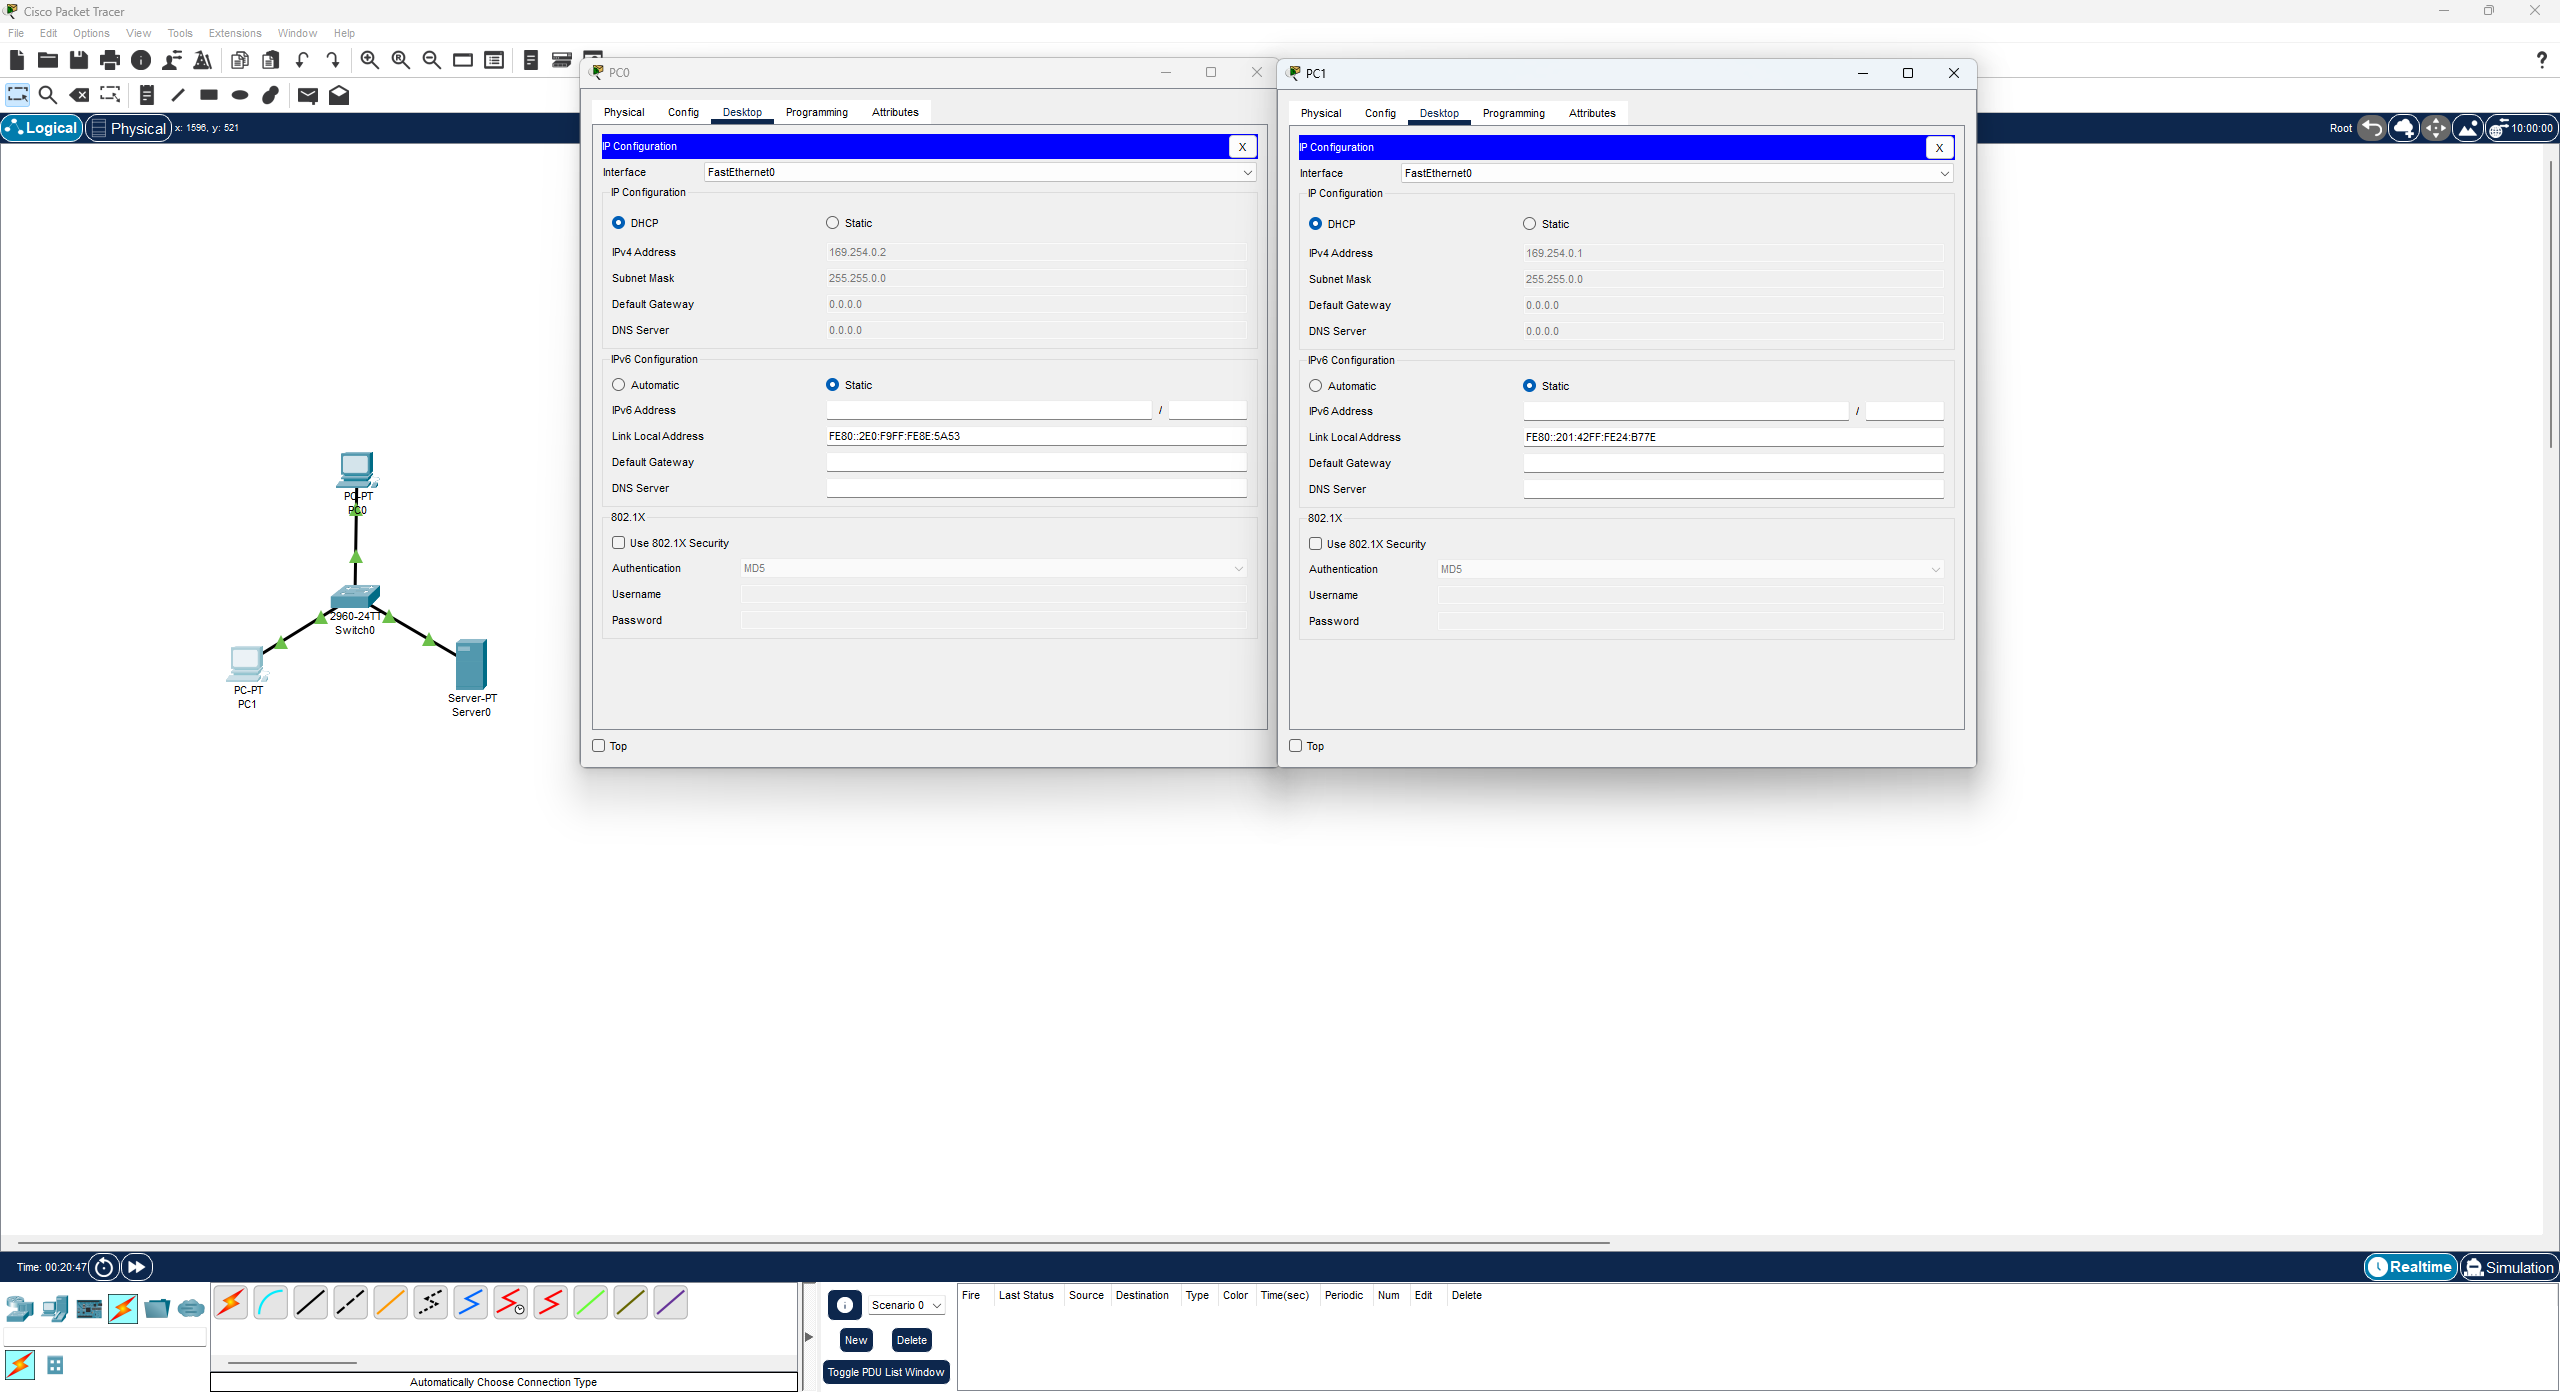 Cisco Packet Tracer
File Edit Options View Tools Extensions Window Help
Logical Physical x: 1596, y: 521
Root 10:00:00
PC0
Physical Config Desktop Programming Attributes
IP Configuration X
Interface FastEthernet0
IP Configuration
DHCP Static
IPv4 Address 169.254.0.2
Subnet Mask 255.255.0.0
Default Gateway 0.0.0.0
DNS Server 0.0.0.0
IPv6 Configuration
Automatic Static
IPv6 Address /
Link Local Address FE80::2E0:F9FF:FE8E:5A53
Default Gateway
DNS Server
802.1X
Use 802.1X Security
Authentication MD5
Username
Password
Top
PC1
Physical Config Desktop Programming Attributes
IP Configuration X
Interface FastEthernet0
IP Configuration
DHCP Static
IPv4 Address 169.254.0.1
Subnet Mask 255.255.0.0
Default Gateway 0.0.0.0
DNS Server 0.0.0.0
IPv6 Configuration
Automatic Static
IPv6 Address /
Link Local Address FE80::201:42FF:FE24:B77E
Default Gateway
DNS Server
802.1X
Use 802.1X Security
Authentication MD5
Username
Password
Top
PC-PT
PC0
2960-24TT
Switch0
PC-PT
PC1
Server-PT
Server0
Time: 00:20:47
Realtime Simulation
Automatically Choose Connection Type
Scenario 0
New Delete
Toggle PDU List Window
Fire Last Status Source Destination Type Color Time(sec) Periodic Num Edit Delete